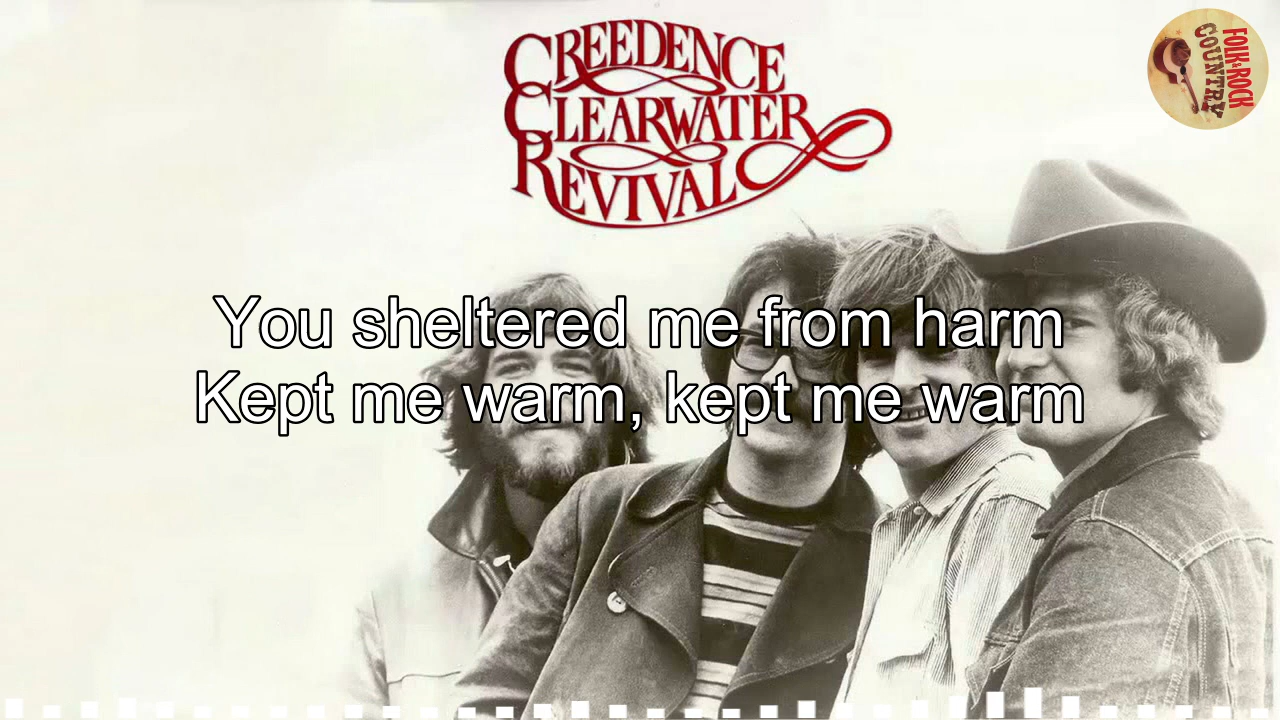 CREEDENCE
CLEARWATER
REVIVAL
FOLK & ROCK
COUNTRY
You sheltered me from harm
Kept me warm, kept me warm